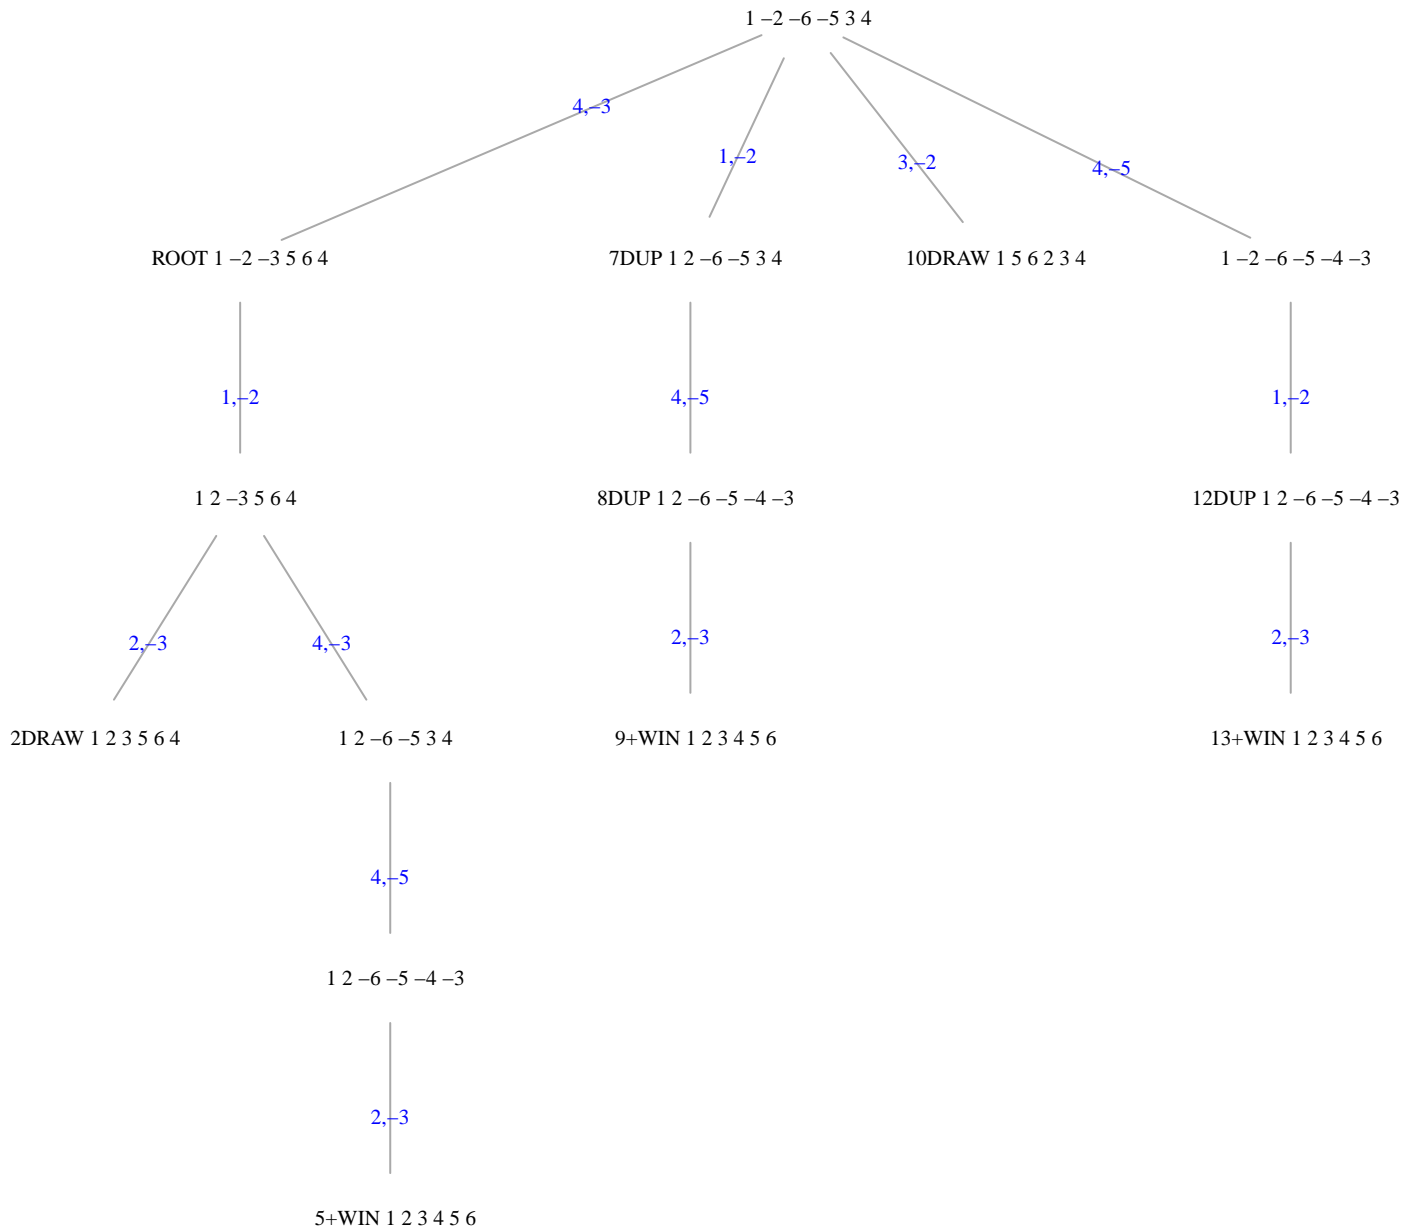 1 –2 –6 –5 3 4
4,–3
1,–2
3,–2
4,–5
ROOT 1 –2 –3 5 6 4
7DUP 1 2 –6 –5 3 4
10DRAW 1 5 6 2 3 4
1 –2 –6 –5 –4 –3
1,–2
4,–5
1,–2
1 2 –3 5 6 4
8DUP 1 2 –6 –5 –4 –3
12DUP 1 2 –6 –5 –4 –3
2,–3
4,–3
2,–3
2,–3
2DRAW 1 2 3 5 6 4
1 2 –6 –5 3 4
9+WIN 1 2 3 4 5 6
13+WIN 1 2 3 4 5 6
4,–5
1 2 –6 –5 –4 –3
2,–3
5+WIN 1 2 3 4 5 6